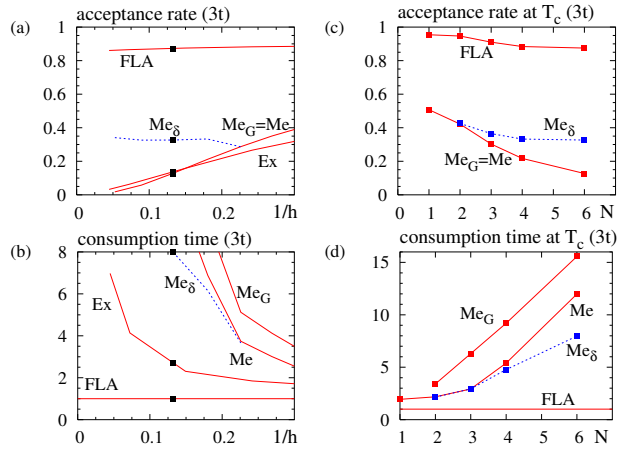 (a) acceptance rate (3t)
1
0.8
0.6
0.4
0.2
0
FLA
Me_δ
Me_G=Me
Ex
0 0.1 0.2 1/h
(c) acceptance rate at T_c (3t)
1
0.8
0.6
0.4
0.2
0
FLA
Me_δ
Me_G=Me
0 1 2 3 4 5 6 N
(b) consumption time (3t)
8
6
4
2
0
Ex
Me_δ
Me_G
Me
FLA
0 0.1 0.2 1/h
(d) consumption time at T_c (3t)
15
10
5
0
Me_G
Me
Me_δ
FLA
1 2 3 4 5 6 N